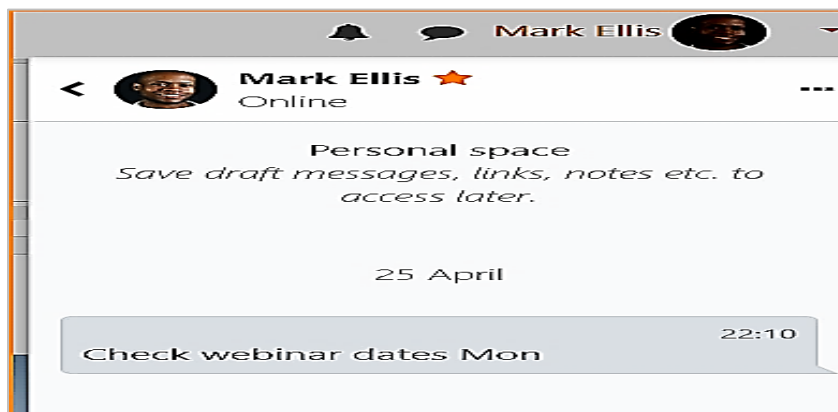 Mark Ellis
Mark Ellis
Online
Personal space
Save draft messages, links, notes etc. to
access later.
25 April
22:10
Check webinar dates Mon